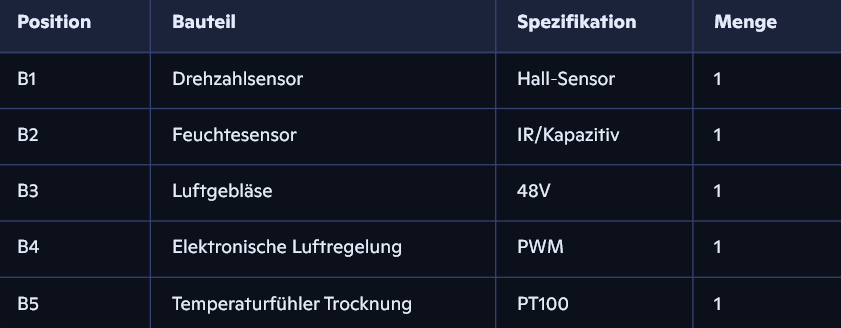 Position Bauteil Spezifikation Menge
B1 Drehzahlsensor Hall-Sensor 1
B2 Feuchtesensor IR/Kapazitiv 1
B3 Luftgebläse 48V 1
B4 Elektronische Luftregelung PWM 1
B5 Temperaturfühler Trocknung PT100 1